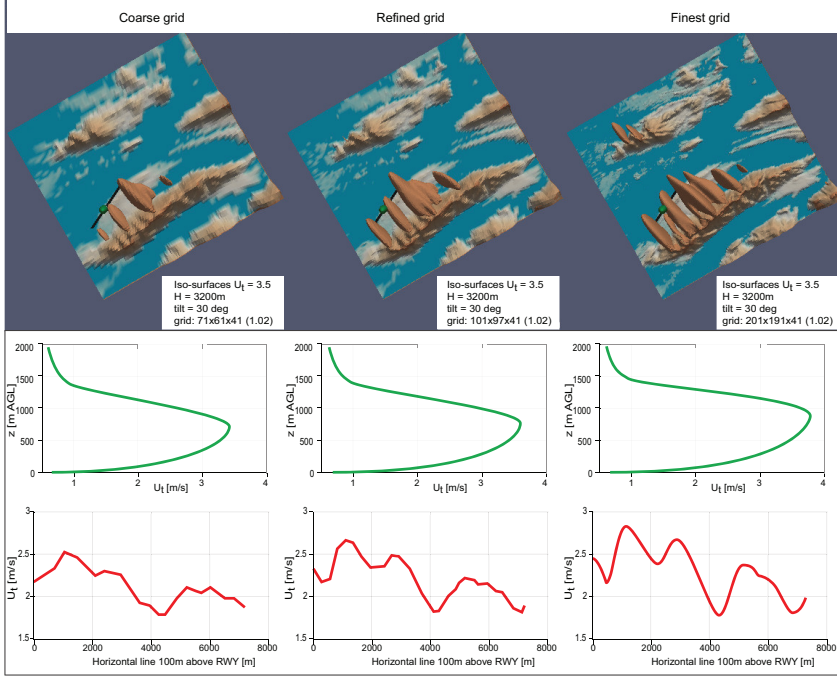 Coarse grid
Refined grid
Finest grid
Iso-surfaces Ut = 3.5
H = 3200m
tilt = 30 deg
grid: 71x61x41 (1.02)
Iso-surfaces Ut = 3.5
H = 3200m
tilt = 30 deg
grid: 101x97x41 (1.02)
Iso-surfaces Ut = 3.5
H = 3200m
tilt = 30 deg
grid: 201x191x41 (1.02)
z [m AGL]
2000
1500
1000
500
0
1 2 3 4
Ut [m/s]
z [m AGL]
2000
1500
1000
500
0
1 2 3 4
Ut [m/s]
z [m AGL]
2000
1500
1000
500
0
1 2 3 4
Ut [m/s]
Ut [m/s]
3
2.5
2
1.5
0 2000 4000 6000 8000
Horizontal line 100m above RWY [m]
Ut [m/s]
3
2.5
2
1.5
0 2000 4000 6000 8000
Horizontal line 100m above RWY [m]
Ut [m/s]
3
2.5
2
1.5
0 2000 4000 6000 8000
Horizontal line 100m above RWY [m]